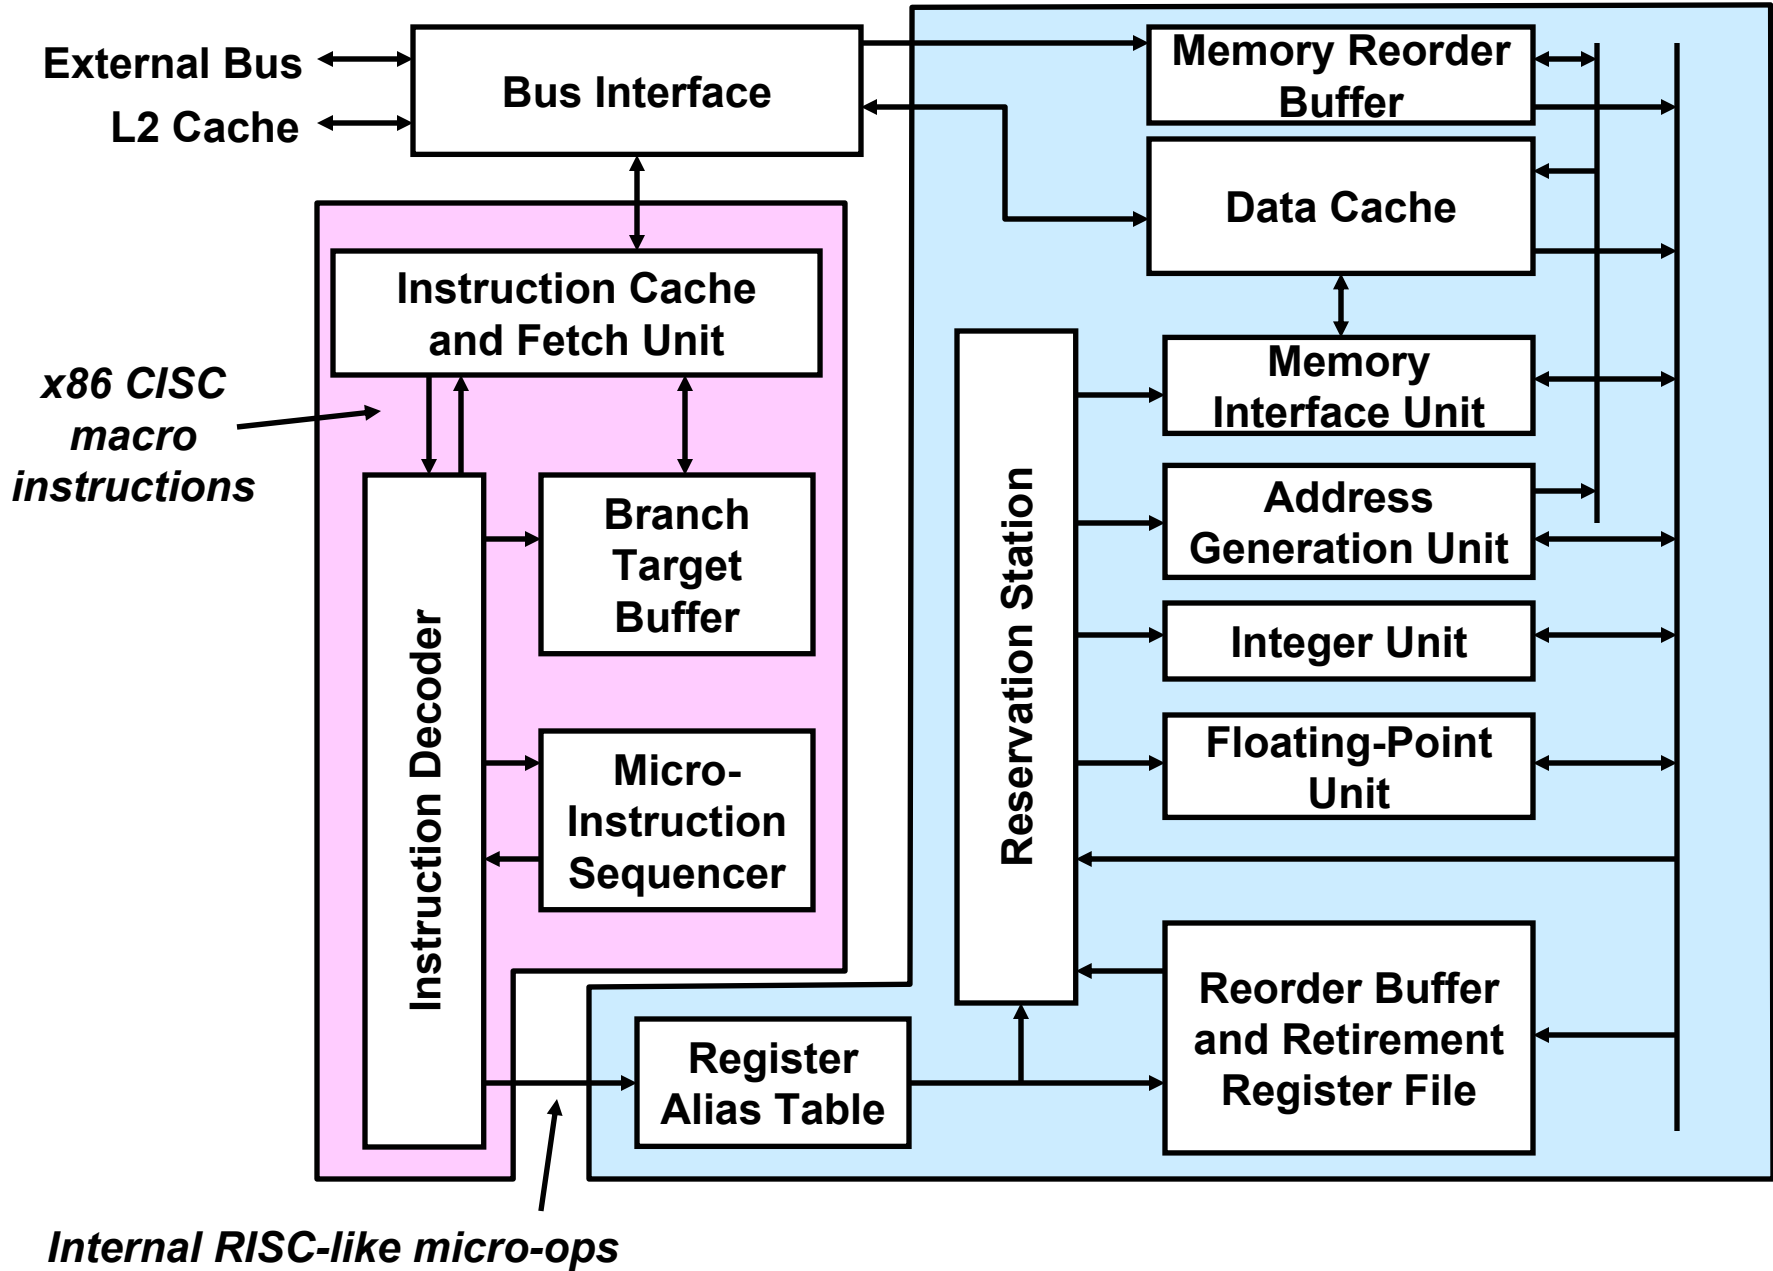 External Bus
L2 Cache
Bus Interface
Memory Reorder
Buffer
Data Cache
Instruction Cache
and Fetch Unit
x86 CISC
macro
instructions
Instruction Decoder
Branch
Target
Buffer
Micro-
Instruction
Sequencer
Reservation Station
Memory
Interface Unit
Address
Generation Unit
Integer Unit
Floating-Point
Unit
Register
Alias Table
Reorder Buffer
and Retirement
Register File
Internal RISC-like micro-ops